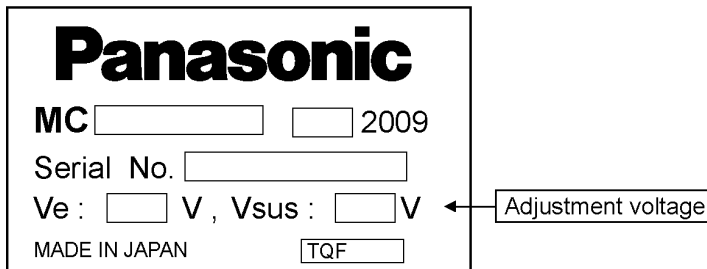 Panasonic
MC 2009
Serial No.
Ve : V , Vsus : V
Adjustment voltage
MADE IN JAPAN TQF